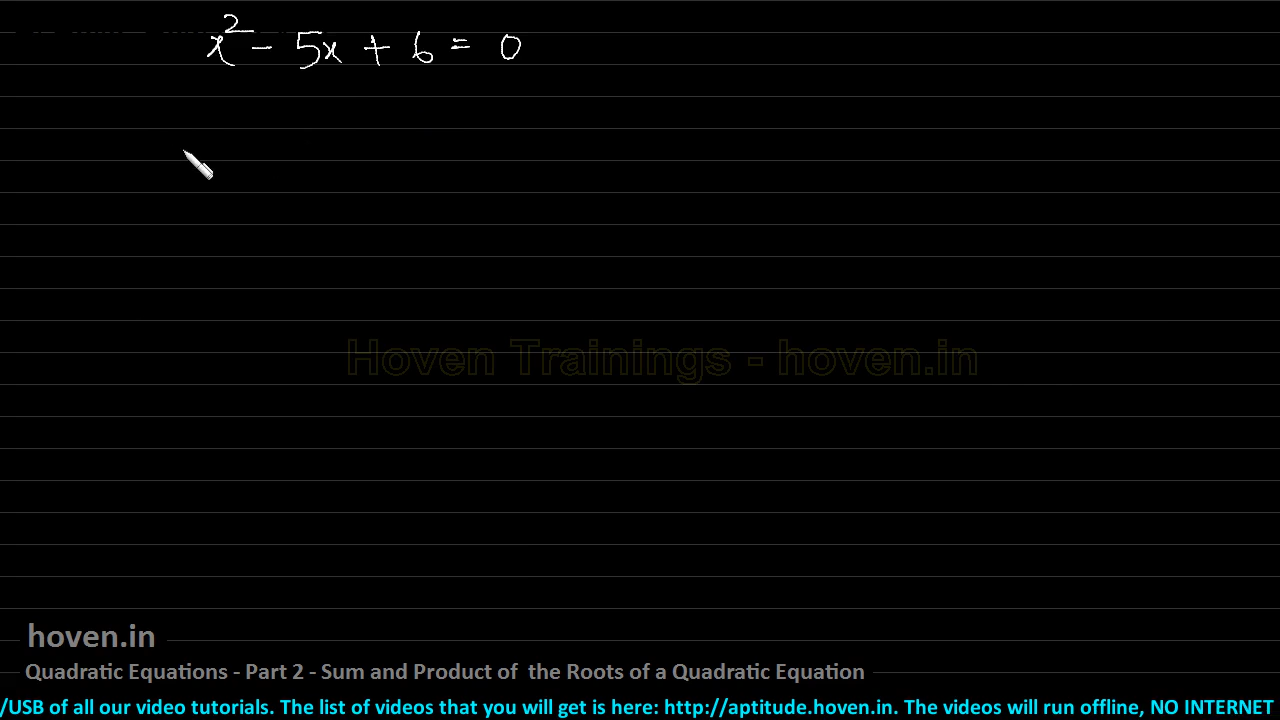 x² - 5x + 6 = 0
Hoven Trainings - hoven.in
hoven.in
Quadratic Equations - Part 2 - Sum and Product of the Roots of a Quadratic Equation
/USB of all our video tutorials. The list of videos that you will get is here: http://aptitude.hoven.in. The videos will run offline, NO INTERNET